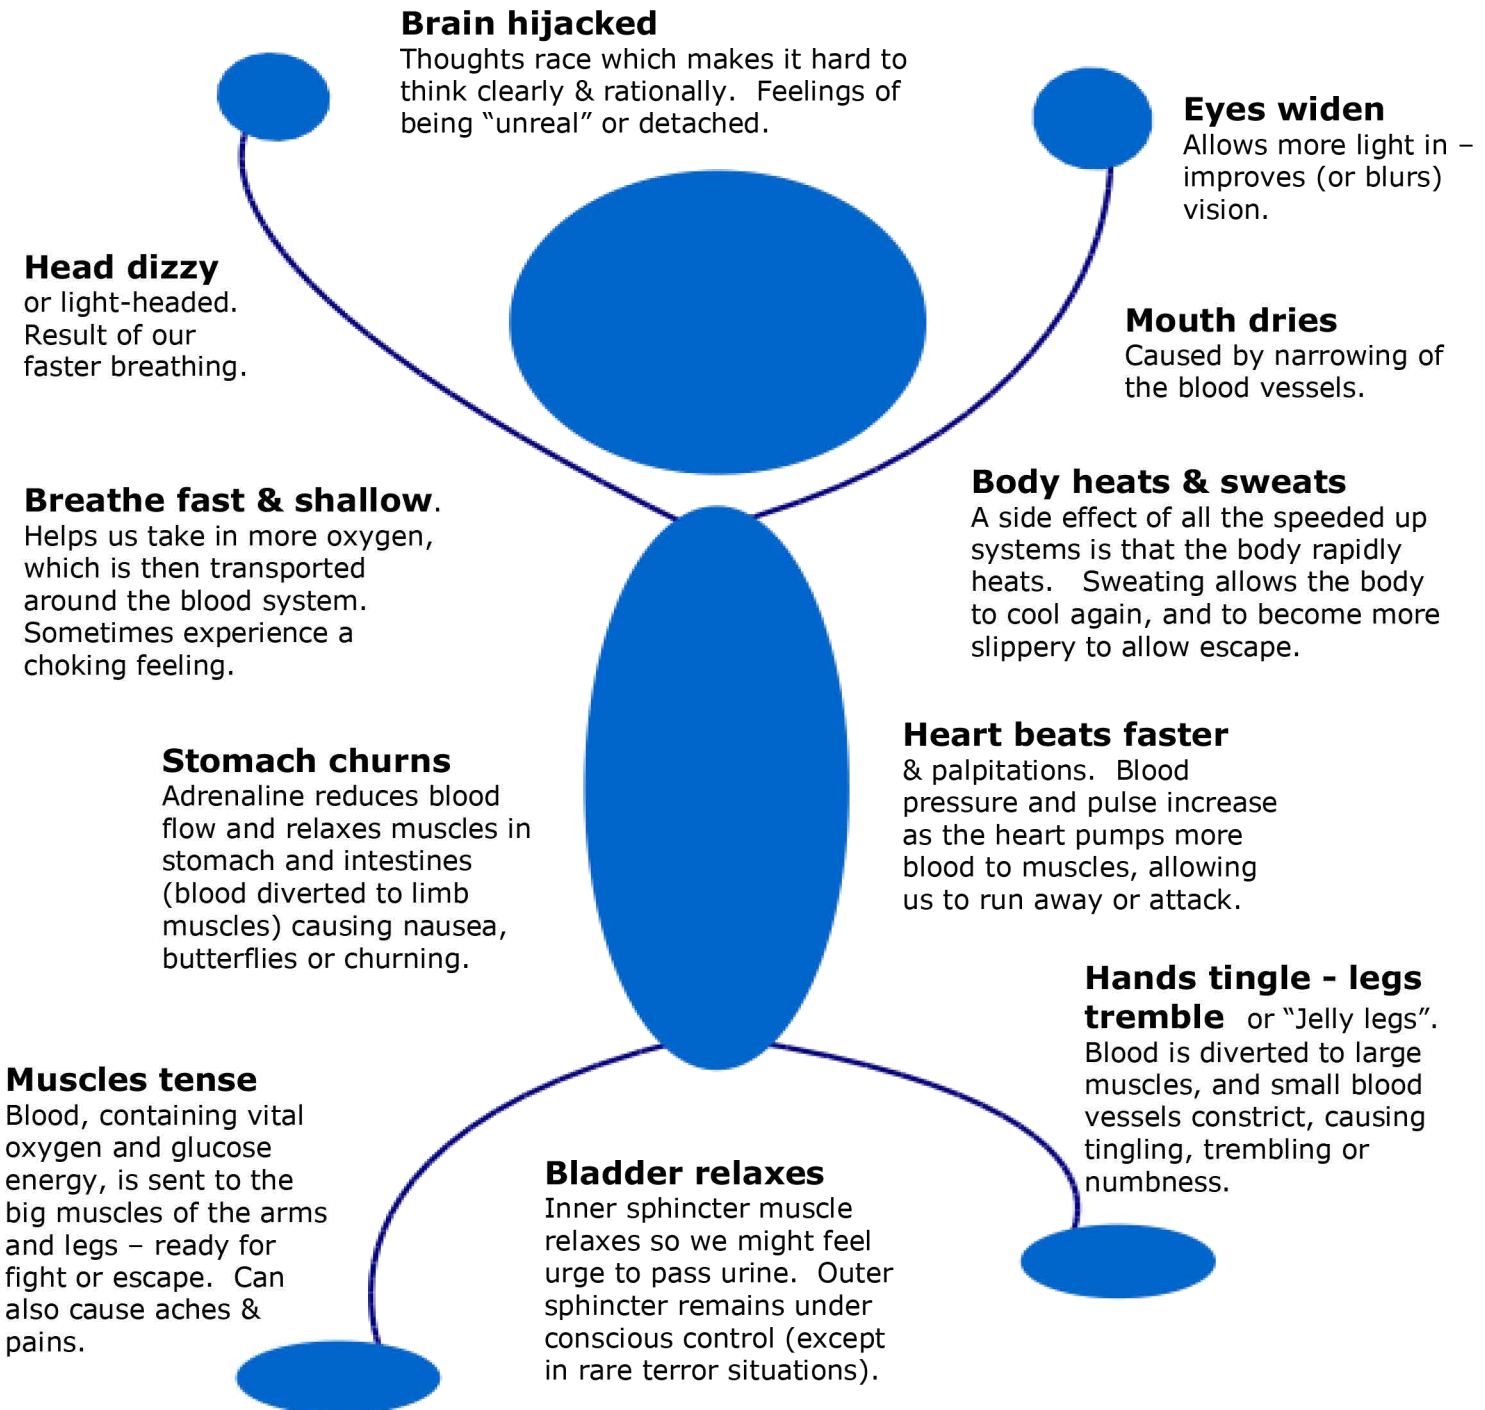 Brain hijacked
Thoughts race which makes it hard to
think clearly & rationally.  Feelings of
being “unreal” or detached.
Eyes widen
Allows more light in –
improves (or blurs)
vision.
Head dizzy
or light-headed.
Result of our
faster breathing.
Mouth dries
Caused by narrowing of
the blood vessels.
Breathe fast & shallow.
Helps us take in more oxygen,
which is then transported
around the blood system.
Sometimes experience a
choking feeling.
Body heats & sweats
A side effect of all the speeded up
systems is that the body rapidly
heats.   Sweating allows the body
to cool again, and to become more
slippery to allow escape.
Stomach churns
Adrenaline reduces blood
flow and relaxes muscles in
stomach and intestines
(blood diverted to limb
muscles) causing nausea,
butterflies or churning.
Heart beats faster
& palpitations.  Blood
pressure and pulse increase
as the heart pumps more
blood to muscles, allowing
us to run away or attack.
Hands tingle - legs
tremble  or “Jelly legs”.
Blood is diverted to large
muscles, and small blood
vessels constrict, causing
tingling, trembling or
numbness.
Muscles tense
Blood, containing vital
oxygen and glucose
energy, is sent to the
big muscles of the arms
and legs – ready for
fight or escape.  Can
also cause aches &
pains.
Bladder relaxes
Inner sphincter muscle
relaxes so we might feel
urge to pass urine.  Outer
sphincter remains under
conscious control (except
in rare terror situations).